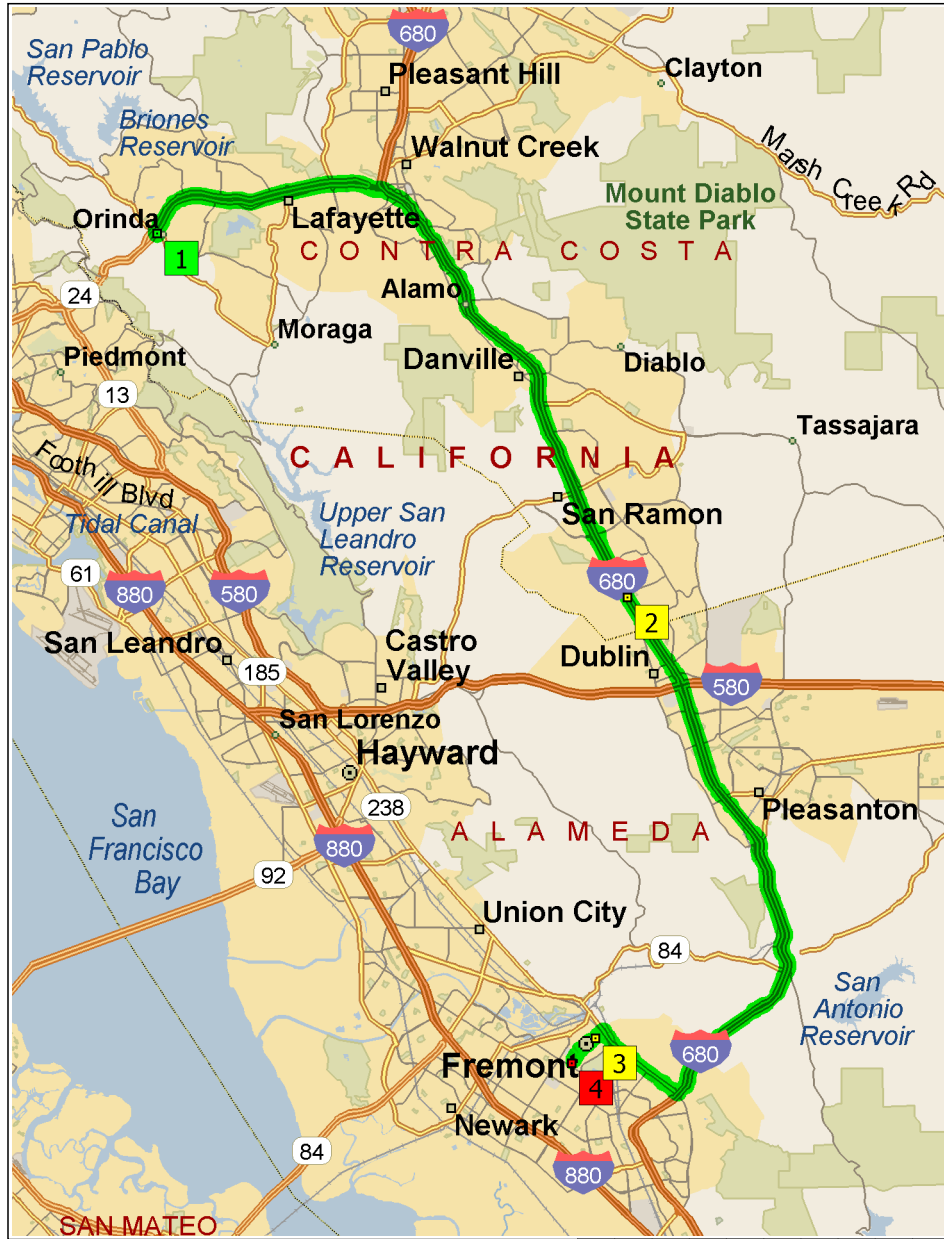 680
San Pablo
Reservoir
Pleasant Hill
Clayton
Briones
Reservoir
Walnut Creek
Marsh Creek Rd
Mount Diablo
State Park
Orinda
Lafayette
1
CONTRA COSTA
24
Alamo
Moraga
Piedmont
Danville
Diablo
13
Tassajara
CALIFORNIA
Foothill Blvd
Tidal Canal
Upper San
Leandro
Reservoir
San Ramon
61
880
580
680
2
San Leandro
Castro
Valley
Dublin
185
580
San Lorenzo
Hayward
Pleasanton
238
San
Francisco
Bay
880
ALAMEDA
92
Union City
84
San
Antonio
Reservoir
680
Fremont
3
4
Newark
84
880
SAN MATEO